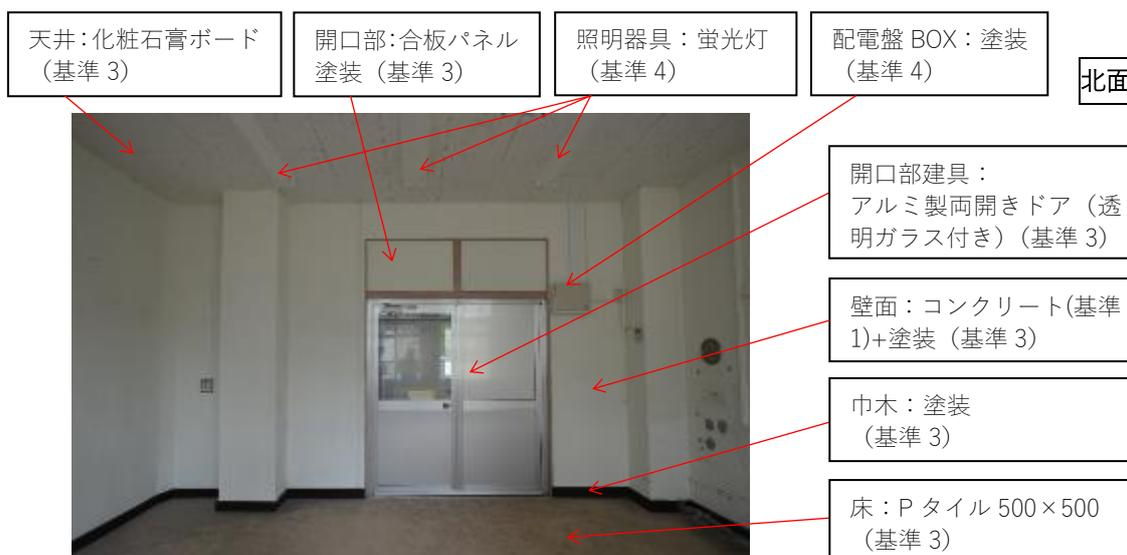 天井:化粧石膏ボード
（基準 3）
開口部:合板パネル
塗装（基準 3）
照明器具：蛍光灯
（基準 4）
配電盤 BOX：塗装
（基準 4）
北面
開口部建具：
アルミ製両開きドア（透
明ガラス付き）(基準 3）
壁面：コンクリート(基準
1)+塗装（基準 3）
巾木：塗装
（基準 3）
床：P タイル 500×500
（基準 3）